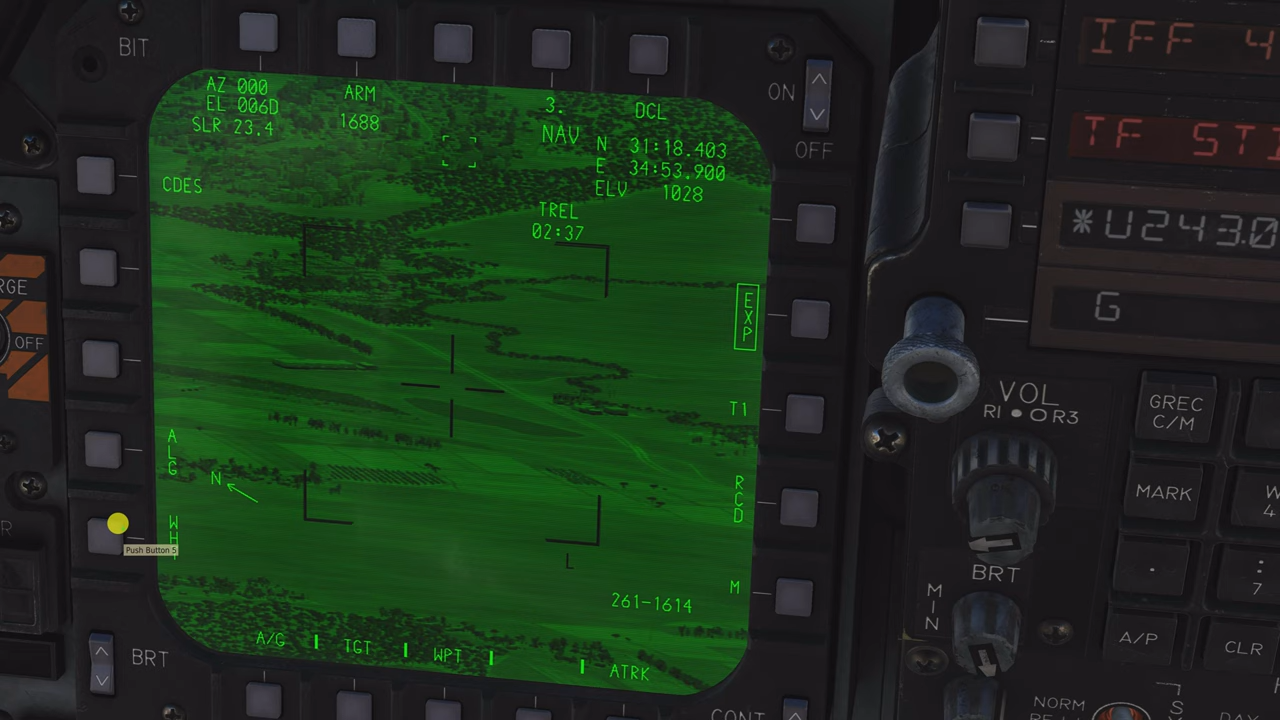 BIT
AZ 000
EL 006D
SLR 23.4
ARM
1688
3.
NAV
DCL
N 31:18.403
E 34:53.900
ELV 1028
CDES
TREL
02:37
EXP
T1
RCD
M
ALG
WHT
N
L
261-1614
A/G
TGT
WPT
ATRK
BRT
Push Button 5
RGE
OFF
R
ON
OFF
IFF 4
TF STI
*U243.0
G
VOL
R1 O R3
GREC
C/M
MARK
W
4
BRT
.
:
7
MIN
A/P
CLR
NORM
CONT